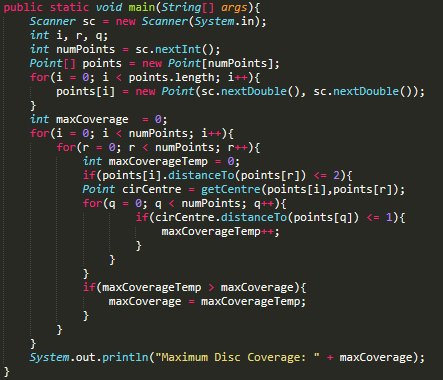 public static void main(String[] args){
    Scanner sc = new Scanner(System.in);
    int i, r, q;
    int numPoints = sc.nextInt();
    Point[] points = new Point[numPoints];
    for(i = 0; i < points.length; i++){
        points[i] = new Point(sc.nextDouble(), sc.nextDouble());
    }
    int maxCoverage  = 0;
    for(i = 0; i < numPoints; i++){
        for(r = 0; r < numPoints; r++){
            int maxCoverageTemp = 0;
            if(points[i].distanceTo(points[r]) <= 2){
            Point cirCentre = getCentre(points[i],points[r]);
            for(q = 0; q < numPoints; q++){
                    if(cirCentre.distanceTo(points[q]) <= 1){
                    maxCoverageTemp++;
                    }
                }
            }
            if(maxCoverageTemp > maxCoverage){
                maxCoverage = maxCoverageTemp;
            }
        }
    }
    System.out.println("Maximum Disc Coverage: " + maxCoverage);
}